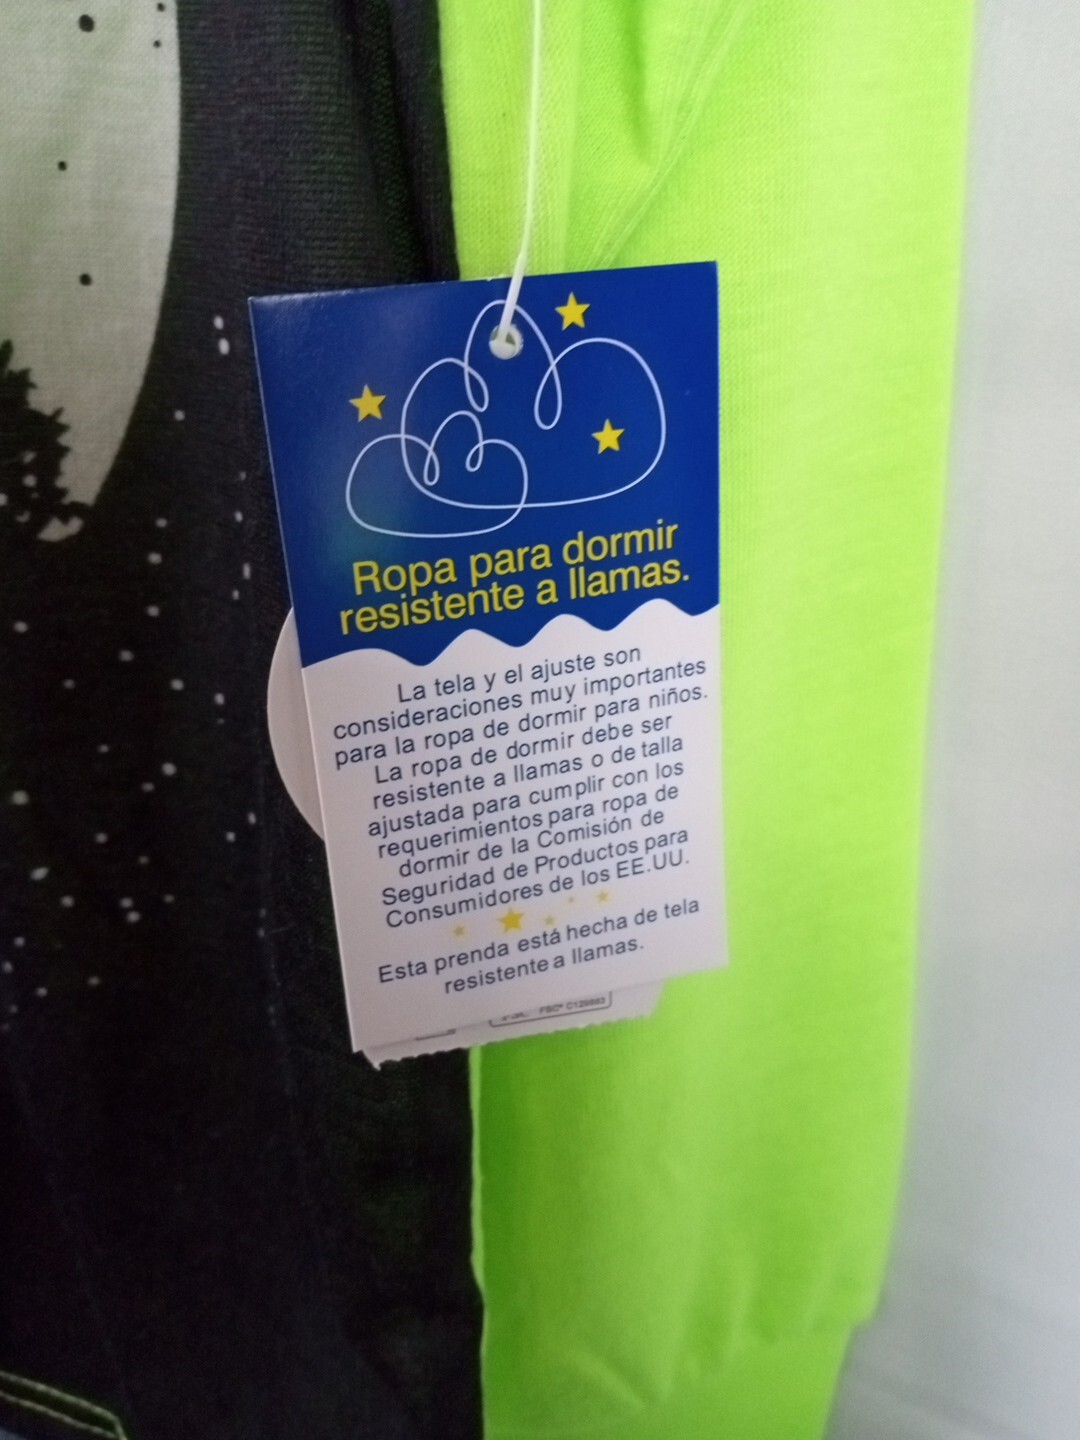 Ropa para dormir
resistente a llamas.
La tela y el ajuste son
consideraciones muy importantes
para la ropa de dormir para niños.
La ropa de dormir debe ser
resistente a llamas o de talla
ajustada para cumplir con los
requerimientos para ropa de
dormir de la Comisión de
Seguridad de Productos para
Consumidores de los EE.UU.
Esta prenda está hecha de tela
resistente a llamas.